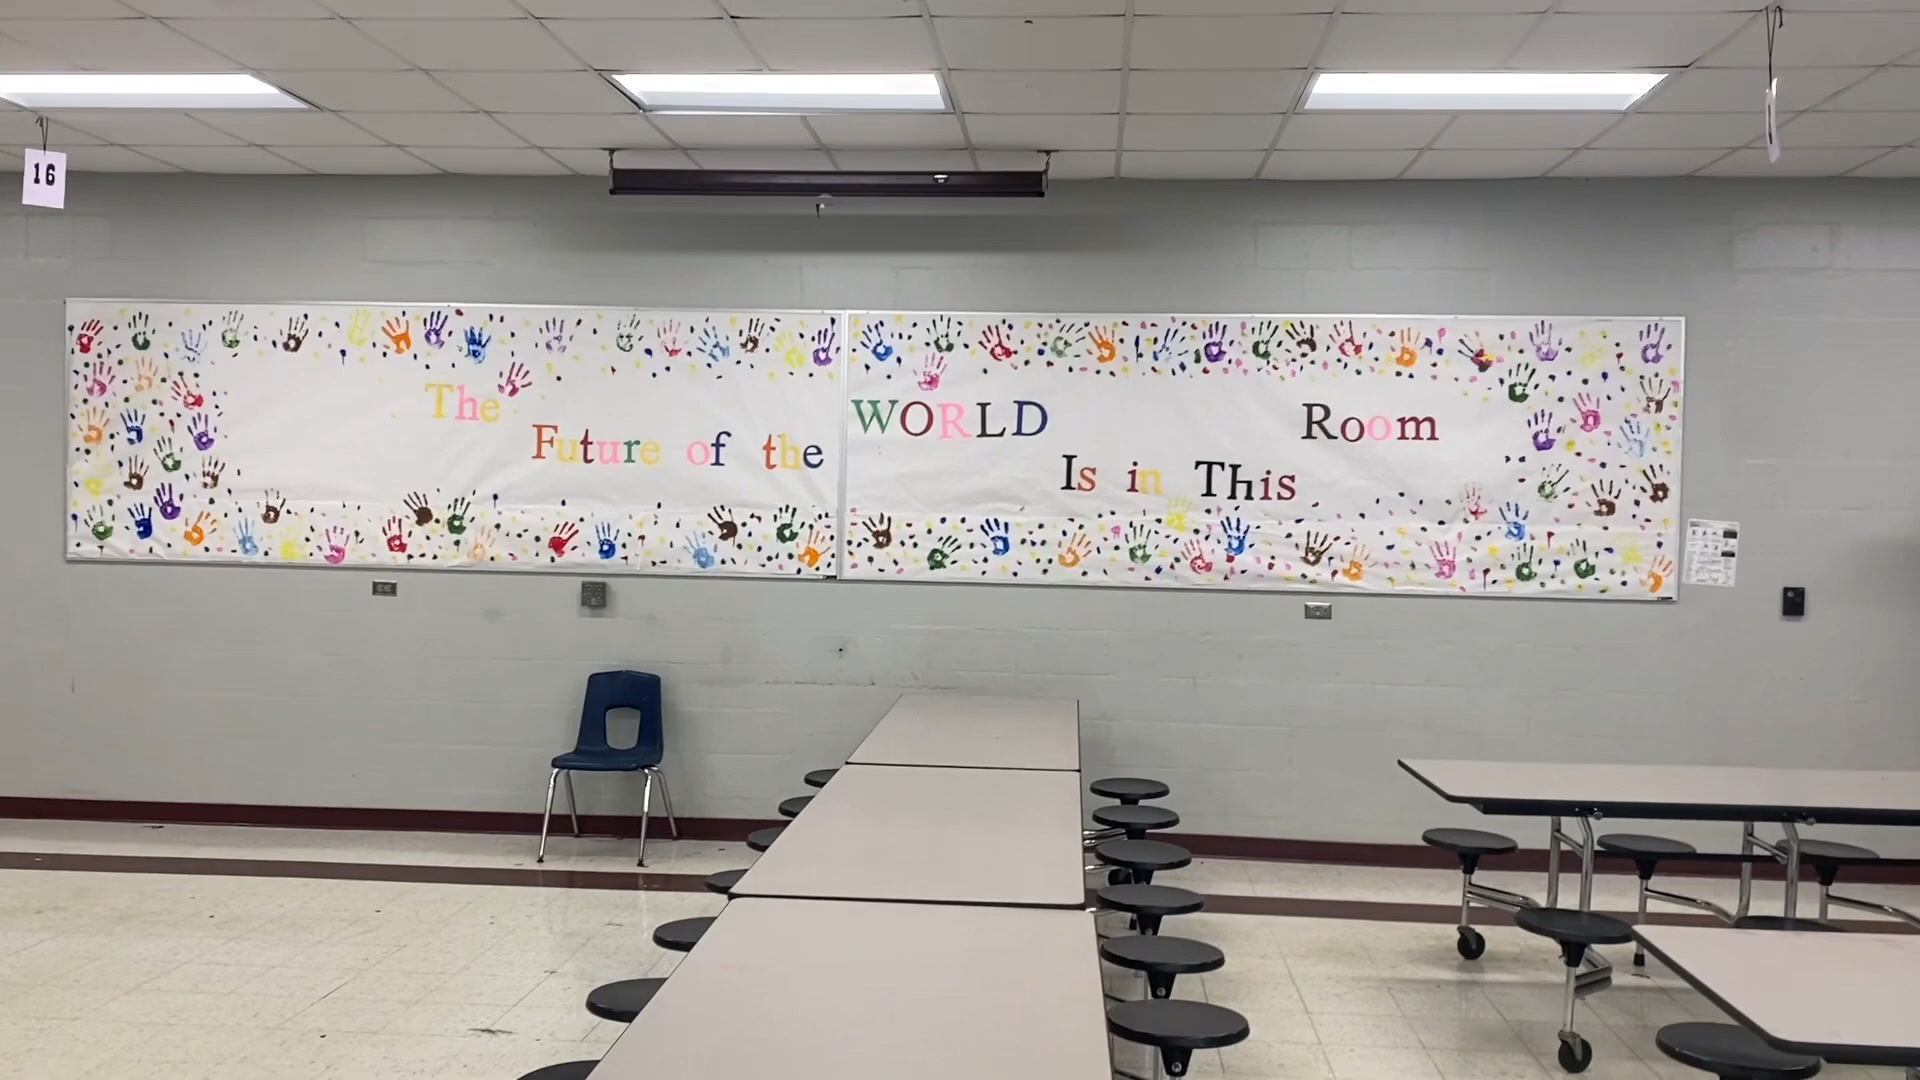 16
The
Future of the
WORLD
Is in This
Room